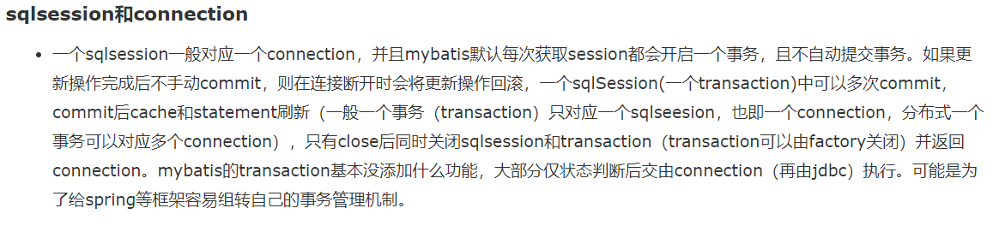 sqlsession和connection
• 一个sqlsession一般对应一个connection，并且mybatis默认每次获取session都会开启一个事务，且不自动提交事务。如果更
新操作完成后不手动commit，则在连接断开时会将更新操作回滚，一个sqlSession(一个transaction)中可以多次commit，
commit后cache和statement刷新（一般一个事务（transaction）只对应一个sqlseesion，也即一个connection，分布式一个
事务可以对应多个connection），只有close后同时关闭sqlsession和transaction（transaction可以由factory关闭）并返回
connection。mybatis的transaction基本没添加什么功能，大部分仅状态判断后交由connection（再由jdbc）执行。可能是为
了给spring等框架容易组转自己的事务管理机制。